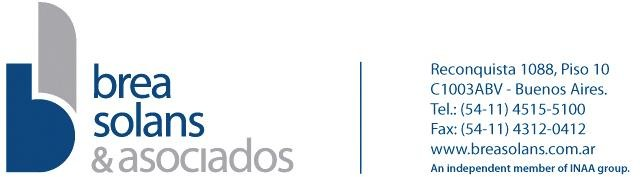 brea
solans
& asociados
Reconquista 1088, Piso 10
C1003ABV - Buenos Aires.
Tel.: (54-11) 4515-5100
Fax: (54-11) 4312-0412
www.breasolans.com.ar
An independent member of INAA group.